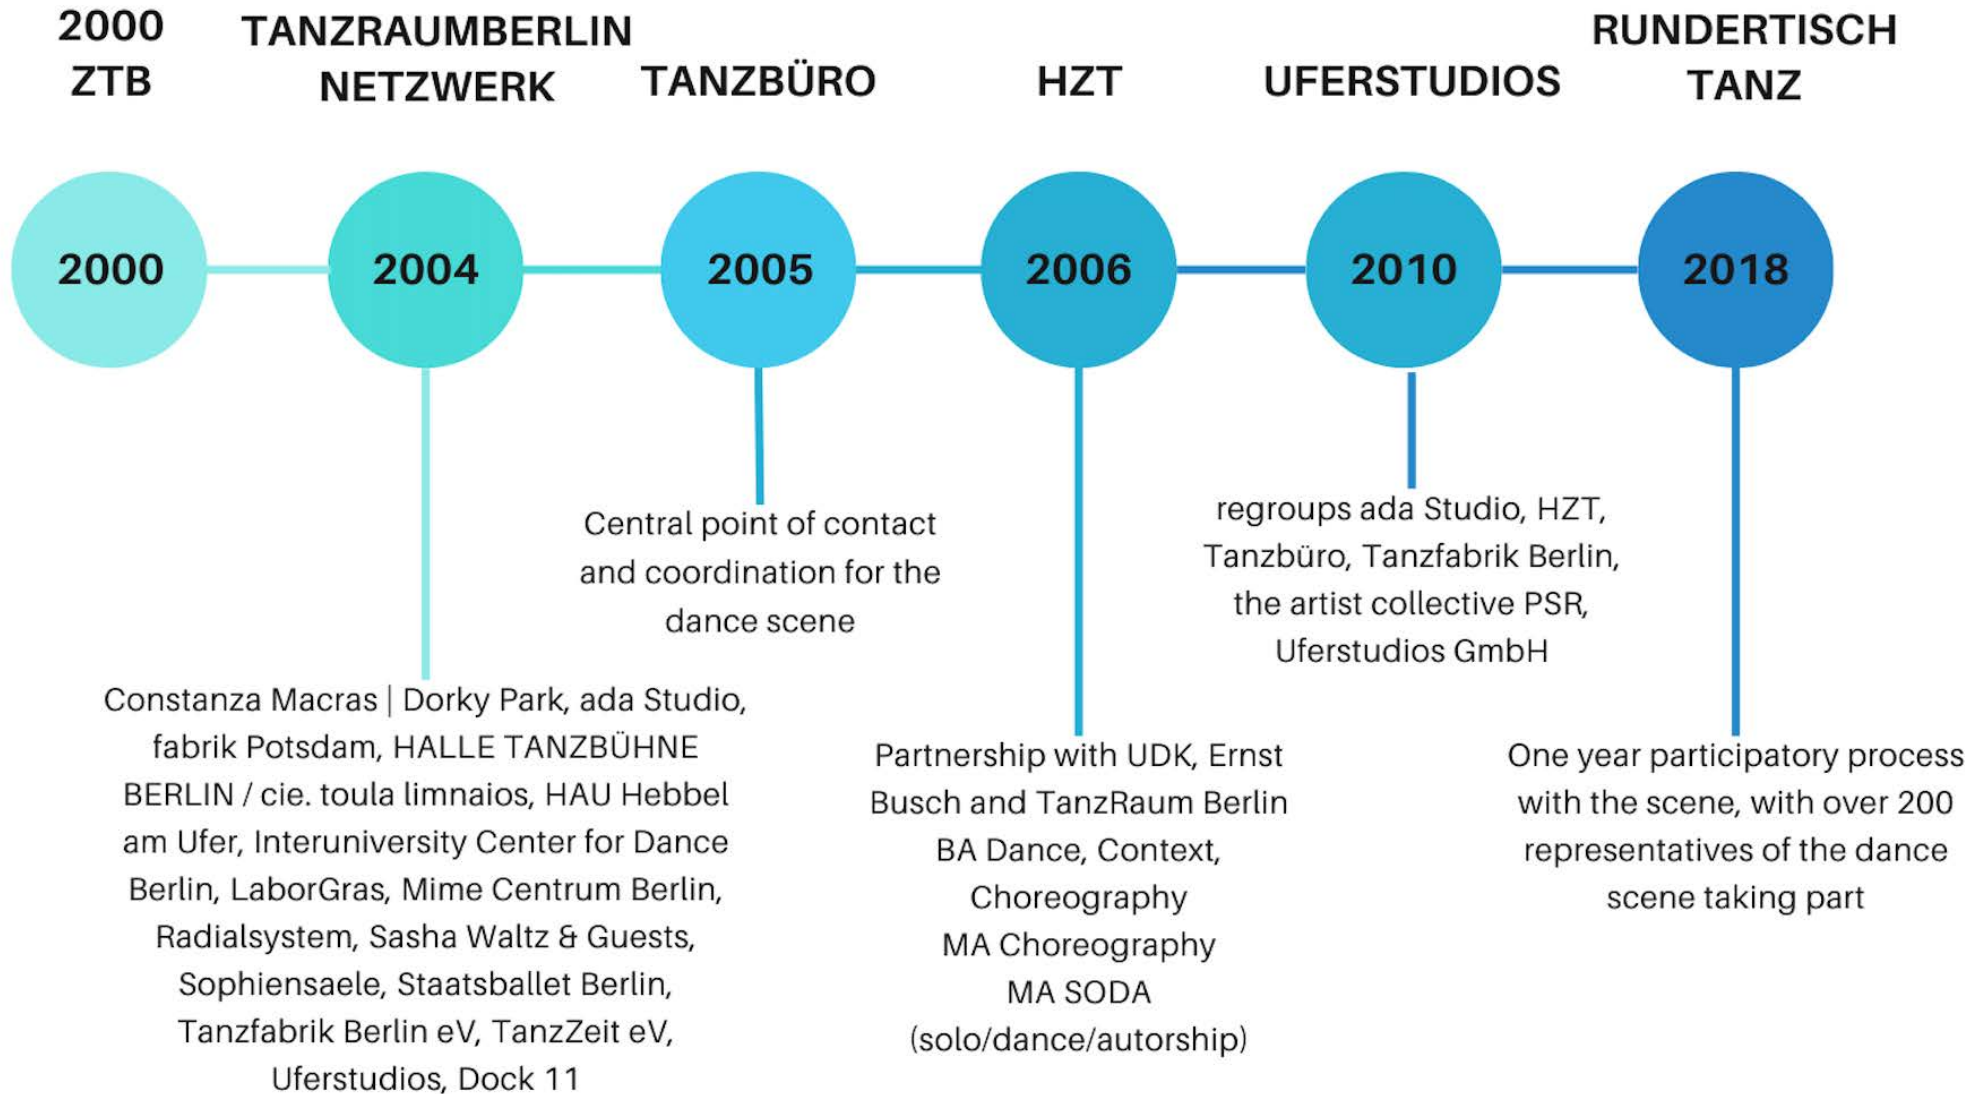 2000
ZTB
TANZRAUMBERLIN
NETZWERK
TANZBÜRO
HZT
UFERSTUDIOS
RUNDERTISCH
TANZ
2000
2004
2005
2006
2010
2018
Central point of contact
and coordination for the
dance scene
regroups ada Studio, HZT,
Tanzbüro, Tanzfabrik Berlin,
the artist collective PSR,
Uferstudios GmbH
Constanza Macras | Dorky Park, ada Studio,
fabrik Potsdam, HALLE TANZBÜHNE
BERLIN / cie. toula limnaios, HAU Hebbel
am Ufer, Interuniversity Center for Dance
Berlin, LaborGras, Mime Centrum Berlin,
Radialsystem, Sasha Waltz & Guests,
Sophiensaele, Staatsballet Berlin,
Tanzfabrik Berlin eV, TanzZeit eV,
Uferstudios, Dock 11
Partnership with UDK, Ernst
Busch and TanzRaum Berlin
BA Dance, Context,
Choreography
MA Choreography
MA SODA
(solo/dance/autorship)
One year participatory process
with the scene, with over 200
representatives of the dance
scene taking part